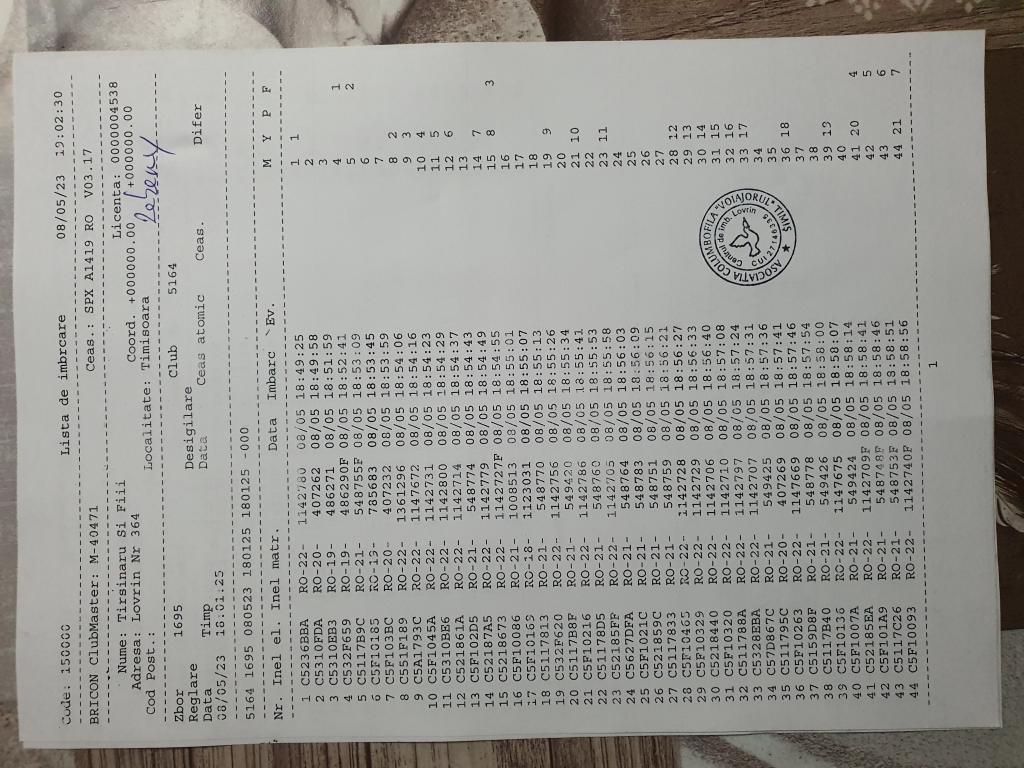 Code: 150000 Lista de imbrcare 08/05/23 19:02:30
BRICON ClubMaster: M-40471 Ceas.: SPX A1419 RO V03.17
Nume: Tirsinaru Si Fiii Licenta: 0000004538
Adresa: Lovrin Nr 364 Coord. +000000.00 +000000.00
Cod Post.: Localitate: Timisoara
Zbor 1695 Club 5164
Reglare Desigilare
Data Timp Data Ceas atomic Ceas. Difer
08/05/23 18:01:25
5164 1695 080523 180125 180125 -000
Nr. Inel el. Inel matr. Data Imbarc Ev. M Y P F
1 C5236BBA RO-22- 1142780 08/05 18:49:25 1 1
2 C5310FDA RO-20- 407262 08/05 18:49:58 2
3 C5310EB3 RO-19- 486271 08/05 18:51:59 3
4 C532F659 RO-19- 486290F 08/05 18:52:41 4 1
5 C5117B9C RO-21- 548755F 08/05 18:53:09 5 2
6 C5F10185 RO-19- 785683 08/05 18:53:45 6
7 C5F103BC RO-20- 407232 08/05 18:53:59 7
8 C551F189 RO-22- 1361296 08/05 18:54:06 8 2
9 C5A1793C RO-22- 1147672 08/05 18:54:16 9 3
10 C5F1045A RO-22- 1142731 08/05 18:54:23 10 4
11 C5310BE6 RO-22- 1142800 08/05 18:54:29 11 5
12 C521861A RO-22- 1142714 08/05 18:54:37 12 6
13 C5F102D5 RO-21- 548774 08/05 18:54:43 13
14 C52187A5 RO-22- 1142779 08/05 18:54:49 14 7
15 C5218673 RO-22- 1142727F 08/05 18:54:55 15 8 3
16 C5F10086 RO-21- 1008513 08/05 18:55:01 16
17 C5F10169 RO-18- 1123031 08/05 18:55:07 17
18 C5117813 RO-21- 548770 08/05 18:55:13 18
19 C532F620 RO-22- 1142756 08/05 18:55:26 19 9
20 C5117B8F RO-21- 549420 08/05 18:55:34 20
21 C5F10216 RO-22- 1142786 08/05 18:55:41 21 10
22 C51178D5 RO-21- 548760 08/05 18:55:53 22
23 C52185FF RO-22- 1142705 08/05 18:55:58 23 11
24 C5627DFA RO-21- 548764 08/05 18:56:03 24
25 C5F1021C RO-21- 548783 08/05 18:56:09 25
26 C521859C RO-21- 548751 08/05 18:56:15 26
27 C5117833 RO-21- 548759 08/05 18:56:21 27
28 C5F10465 RO-22- 1142728 08/05 18:56:27 28 12
29 C5F10439 RO-22- 1142729 08/05 18:56:33 29 13
30 C5218440 RO-22- 1142706 08/05 18:56:40 30 14
31 C5F10420 RO-22- 1142710 08/05 18:57:08 31 15
32 C511788A RO-22- 1142797 08/05 18:57:24 32 16
33 C5328EBA RO-22- 1142707 08/05 18:57:31 33 17
34 C57D8C7C RO-21- 549425 08/05 18:57:36 34
35 C511795C RO-20- 407269 08/05 18:57:41 35
36 C5F10263 RO-22- 1147669 08/05 18:57:46 36 18
37 C5159D8F RO-21- 548778 08/05 18:57:54 37
38 C5117B40 RO-21- 549426 08/05 18:58:00 38
39 C5F10116 RO-22- 1147675 08/05 18:58:07 39 19
40 C5F10086 RO-21- 549424 08/05 18:58:14 40
41 C5F1007A RO-22- 1142709F 08/05 18:58:41 41 20 4
42 C52185EA RO-21- 548748F 08/05 18:58:46 42 5
43 C5F101A9 RO-21- 548753F 08/05 18:58:51 43 6
44 C5F10093 RO-22- 1142740F 08/05 18:58:56 44 21 7
ASOCIATIA COLUMBOFILA "VOIAJORUL" TIMIŞ
Centrul de imb. Lovrin
1